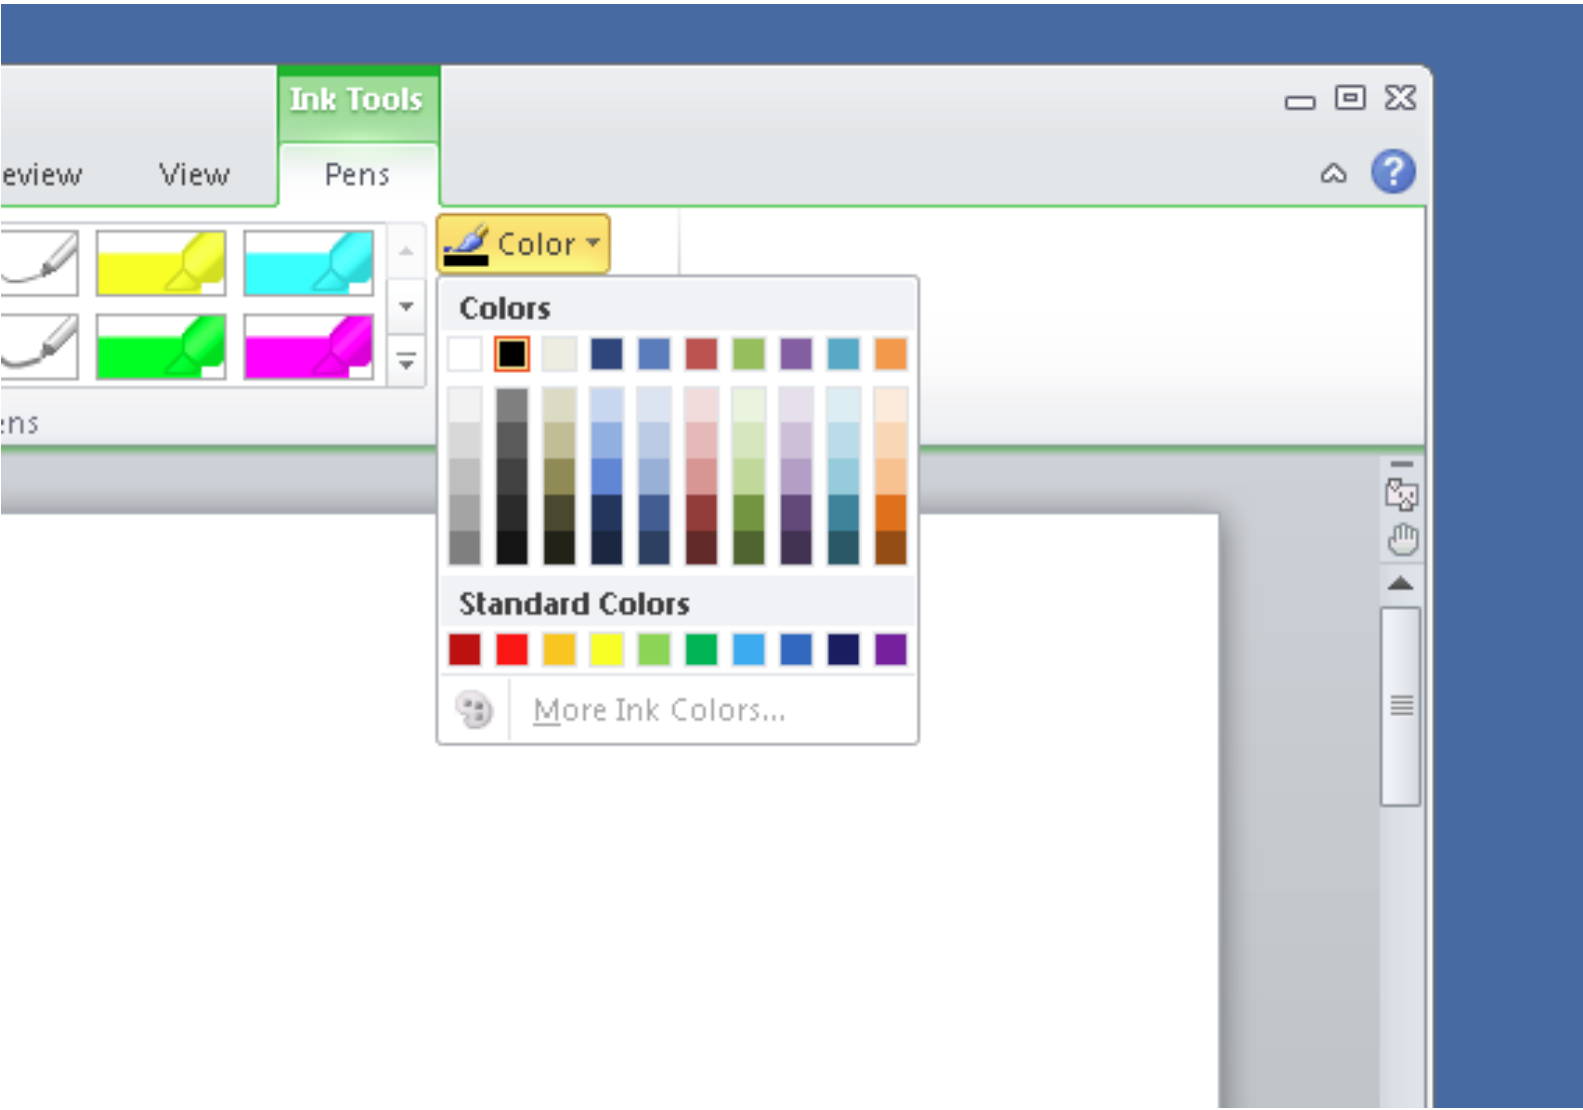 Ink Tools
eview View Pens
?
Color
Colors
ens
Standard Colors
More Ink Colors...